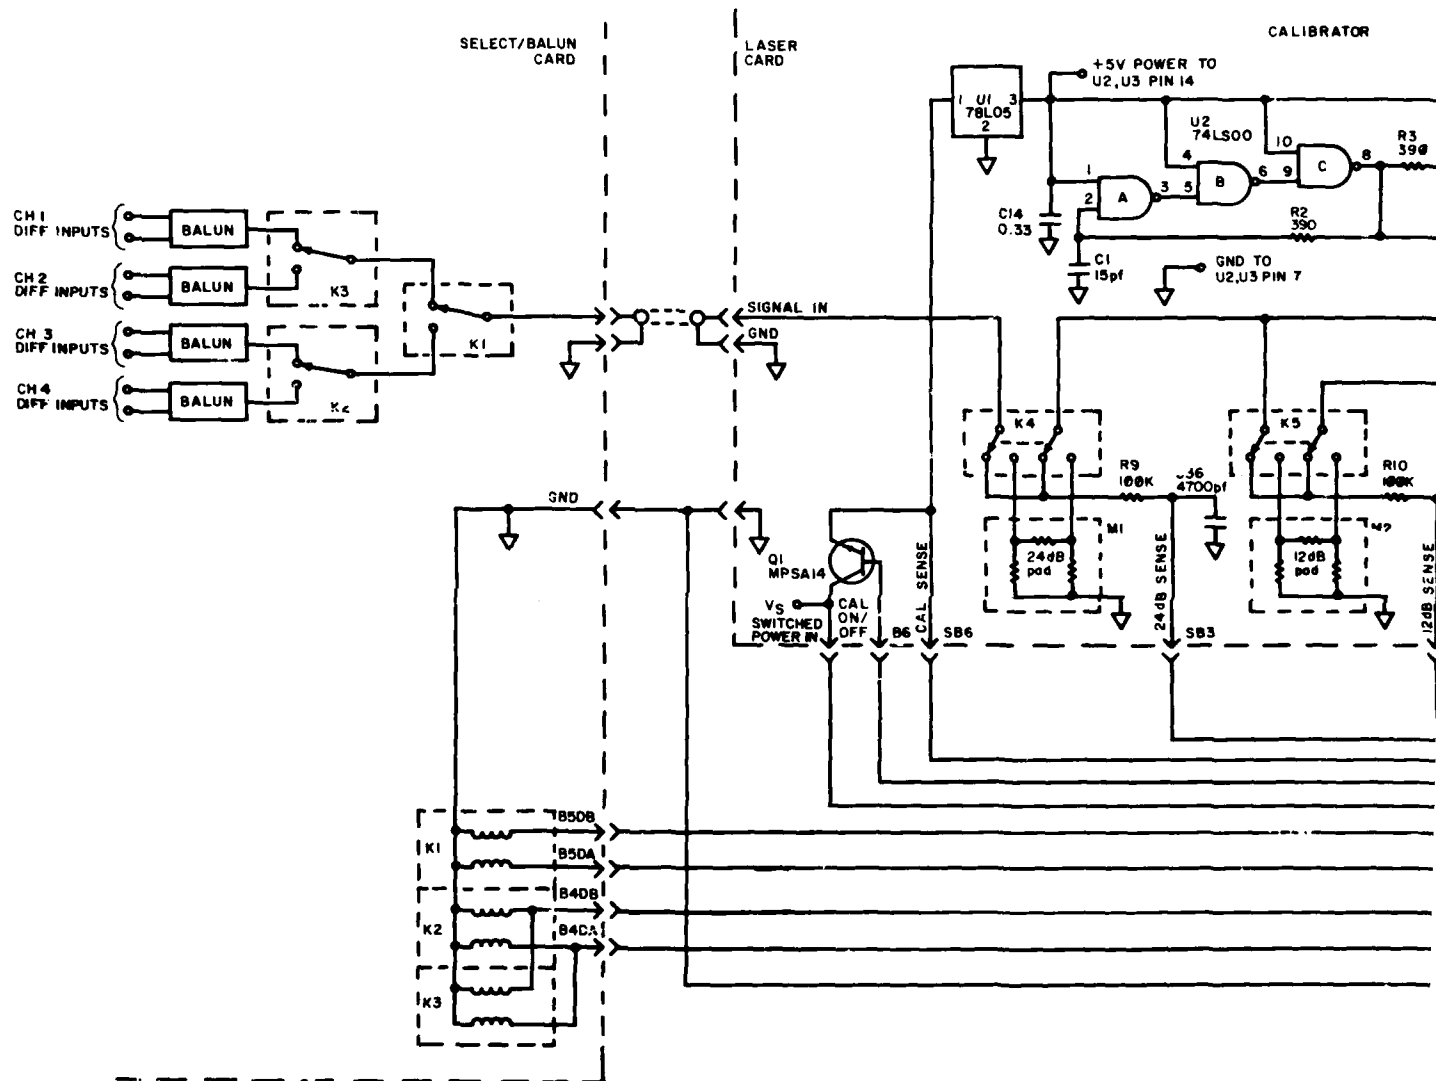 SELECT/BALUN
CARD
LASER
CARD
CALIBRATOR
+5V POWER TO
U2,U3 PIN 14
1 U1 3
78L05
2
U2
74LS00
10
R3
390
8
C
9
4
6
B
5
1
3
A
2
C14
0.33
R2
390
C1
15pf
GND TO
U2,U3 PIN 7
CH 1
DIFF INPUTS
BALUN
CH 2
DIFF INPUTS
BALUN
K3
CH 3
DIFF INPUTS
BALUN
K1
CH 4
DIFF INPUTS
BALUN
K2
SIGNAL IN
GND
K4
K5
R9
100K
4700pf
R10
100K
GND
M1
24dB
pad
12dB
pad
Q1
MPSA14
VS
SWITCHED
POWER IN
CAL
ON/
OFF
CAL SENSE
24dB SENSE
12dB SENSE
B6
SB6
SB3
K1
B5DB
B5DA
K2
B4DB
B4DA
K3